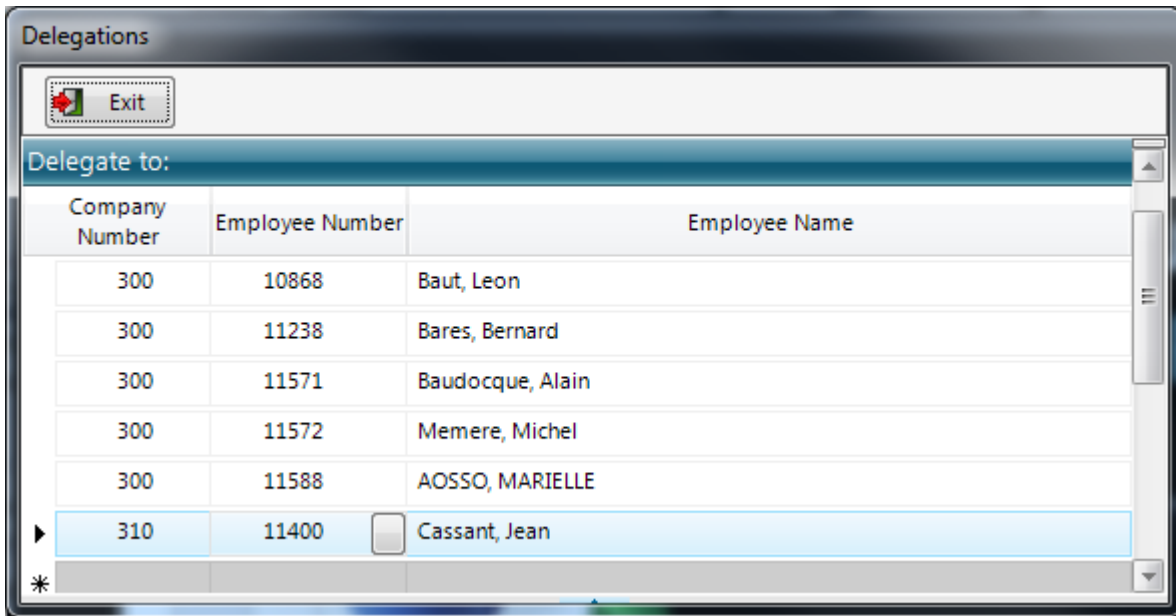 Delegations
Exit
Delegate to:
Company Number Employee Number Employee Name
300 10868 Baut, Leon
300 11238 Bares, Bernard
300 11571 Baudocque, Alain
300 11572 Memere, Michel
300 11588 AOSSO, MARIELLE
310 11400 Cassant, Jean